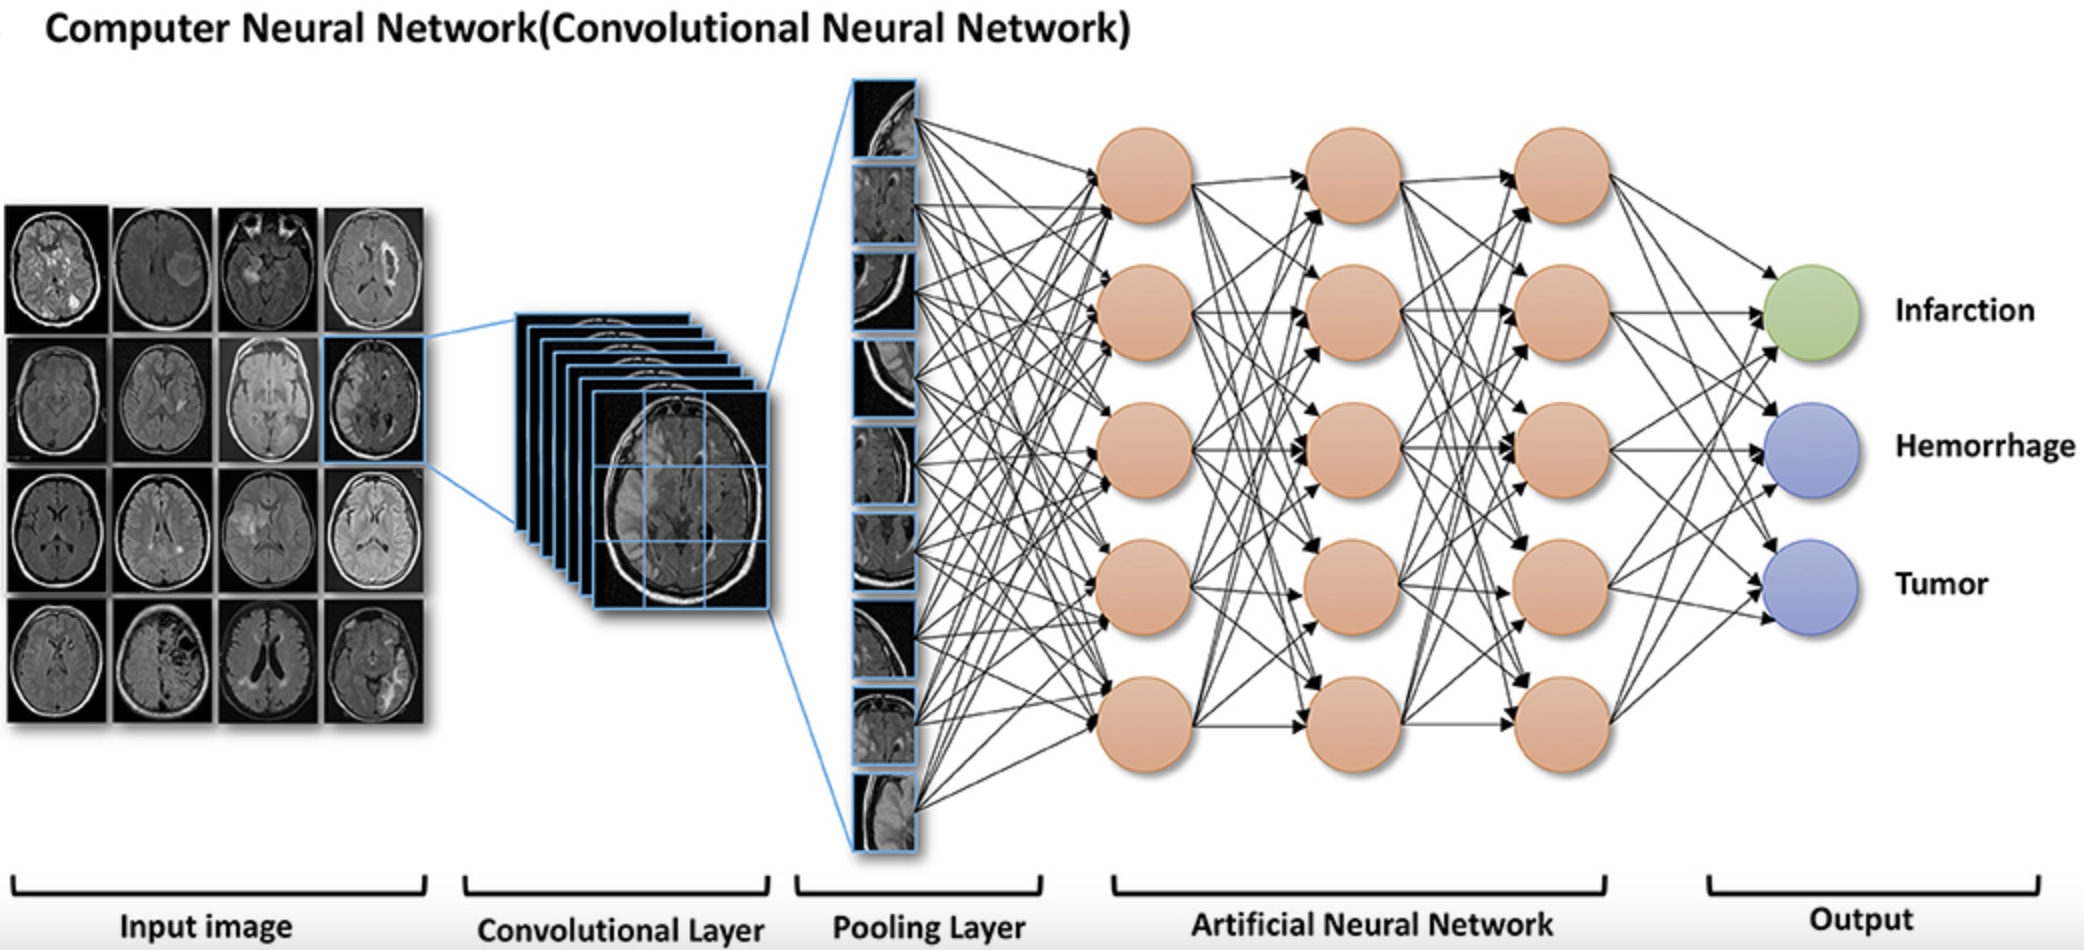 Computer Neural Network(Convolutional Neural Network)
Infarction
Hemorrhage
Tumor
Input image
Convolutional Layer
Pooling Layer
Artificial Neural Network
Output